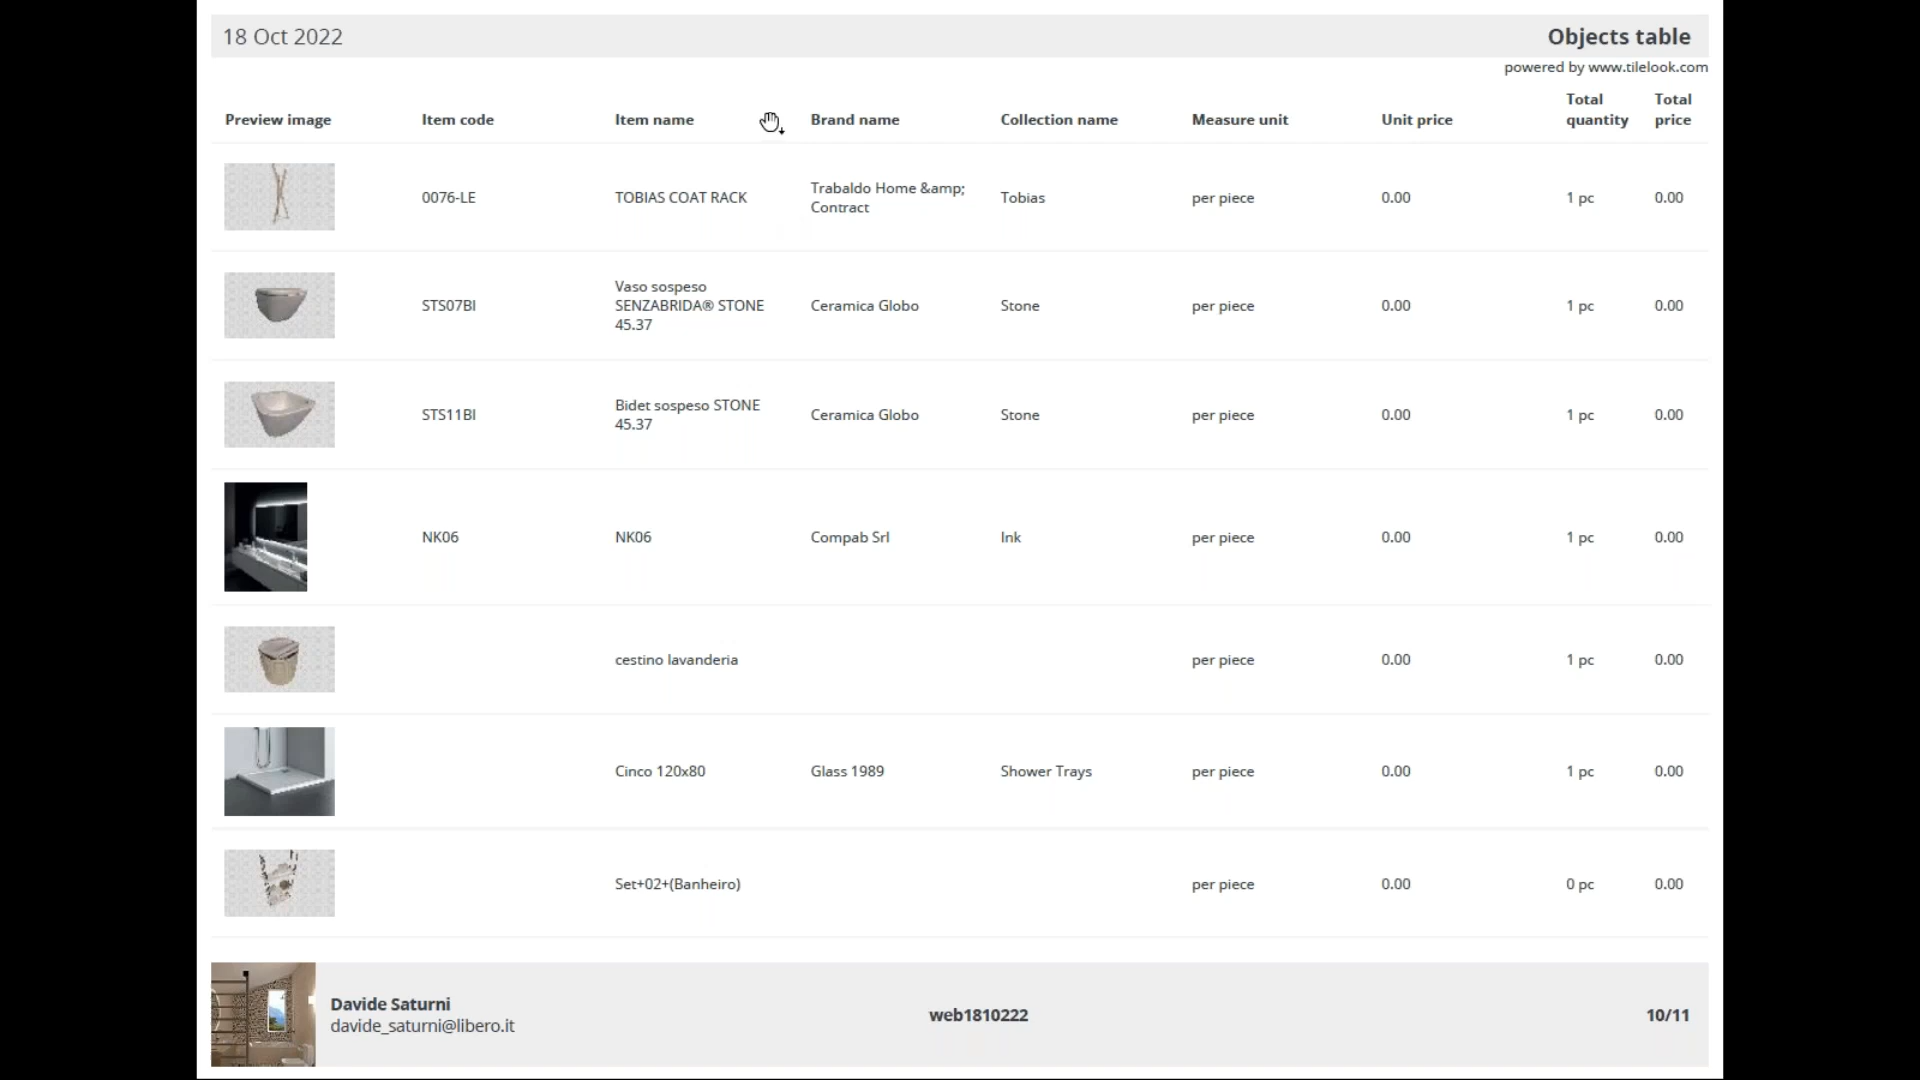 18 Oct 2022
Objects table
powered by www.tilelook.com
Preview image Item code Item name Brand name Collection name Measure unit Unit price Total quantity Total price
0076-LE TOBIAS COAT RACK Trabaldo Home &amp; Contract Tobias per piece 0.00 1 pc 0.00
STS07BI Vaso sospeso SENZABRIDA® STONE 45.37 Ceramica Globo Stone per piece 0.00 1 pc 0.00
STS11BI Bidet sospeso STONE 45.37 Ceramica Globo Stone per piece 0.00 1 pc 0.00
NK06 NK06 Compab Srl Ink per piece 0.00 1 pc 0.00
cestino lavanderia per piece 0.00 1 pc 0.00
Cinco 120x80 Glass 1989 Shower Trays per piece 0.00 1 pc 0.00
Set+02+(Banheiro) per piece 0.00 0 pc 0.00
Davide Saturni
davide_saturni@libero.it
web1810222
10/11